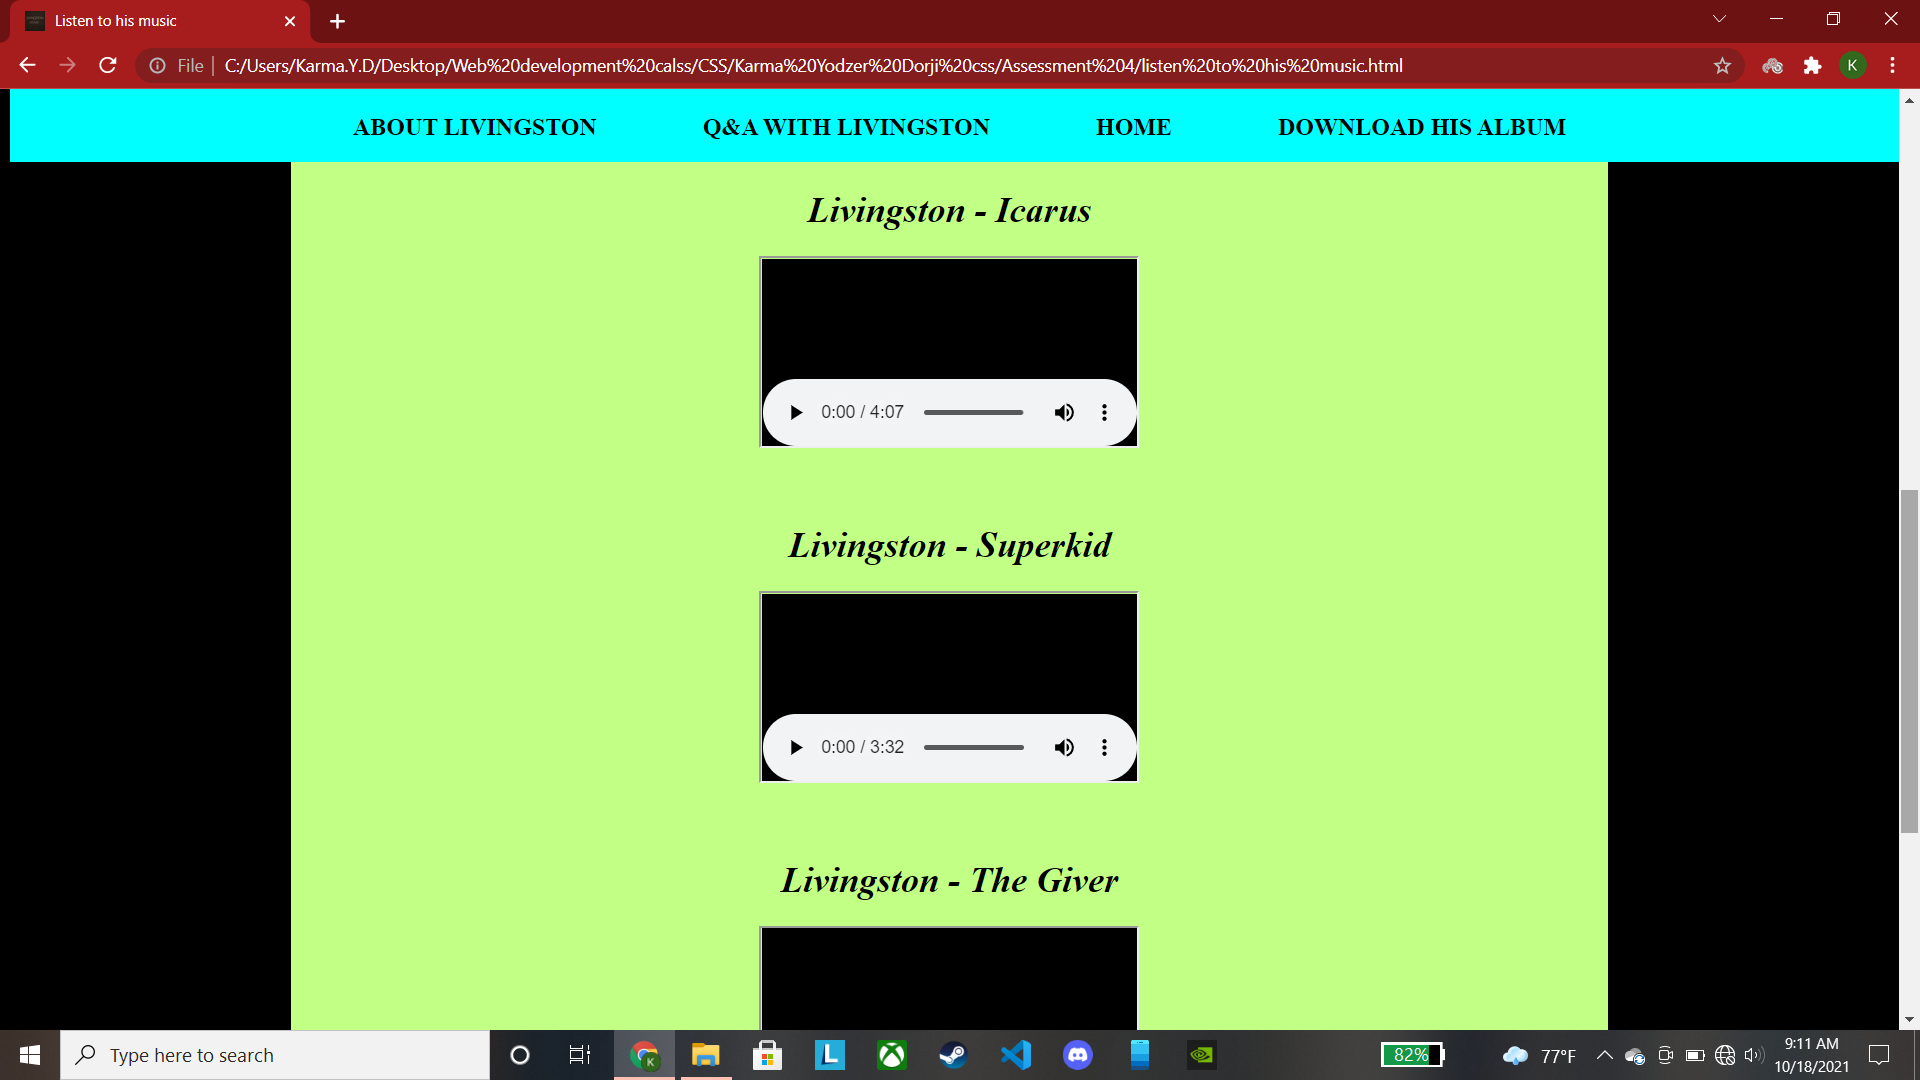 Listen to his music
File
C:/Users/Karma.Y.D/Desktop/Web%20development%20calss/CSS/Karma%20Yodzer%20Dorji%20css/Assessment%204/listen%20to%20his%20music.html
K
ABOUT LIVINGSTON Q&A WITH LIVINGSTON HOME DOWNLOAD HIS ALBUM
Livingston - Icarus
0:00 / 4:07
Livingston - Superkid
0:00 / 3:32
Livingston - The Giver
Type here to search
K
L
82%
77°F
9:11 AM
10/18/2021